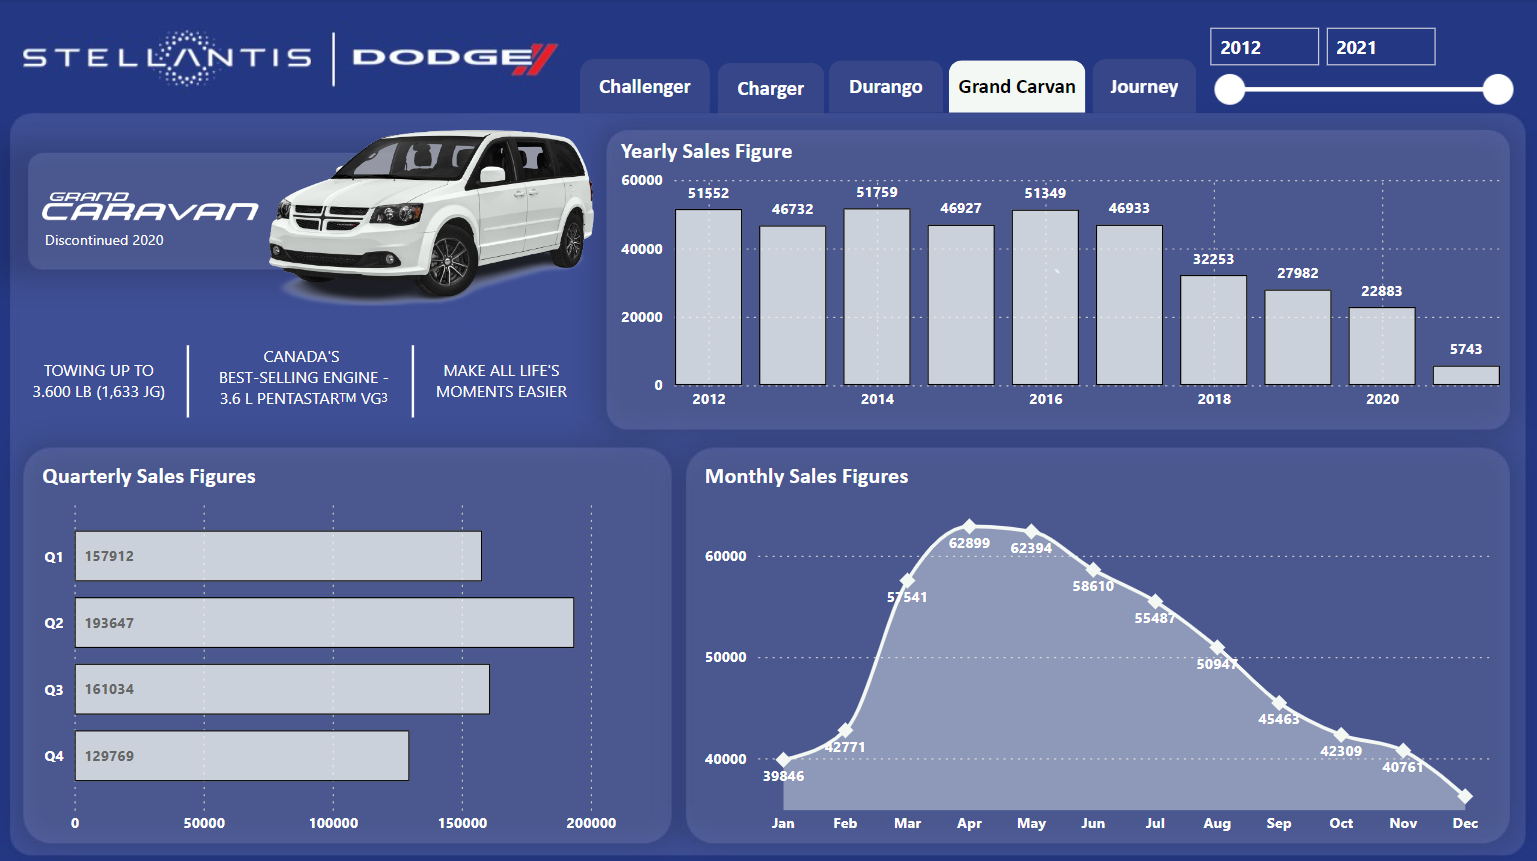 STELLANTIS
DODGE
Challenger
Charger
Durango
Grand Carvan
Journey
2012
2021
GRAND
CARAVAN
Discontinued 2020
TOWING UP TO
3.600 LB (1,633 JG)
CANADA'S
BEST-SELLING ENGINE -
3.6 L PENTASTAR™ VG³
MAKE ALL LIFE'S
MOMENTS EASIER
Yearly Sales Figure
60000
40000
20000
0
51552
46732
51759
46927
51349
46933
32253
27982
22883
5743
2012
2014
2016
2018
2020
Quarterly Sales Figures
Q1
157912
Q2
193647
Q3
161034
Q4
129769
0
50000
100000
150000
200000
Monthly Sales Figures
60000
50000
40000
39846
42771
57541
62899
62394
58610
55487
50947
45463
42309
40761
Jan
Feb
Mar
Apr
May
Jun
Jul
Aug
Sep
Oct
Nov
Dec